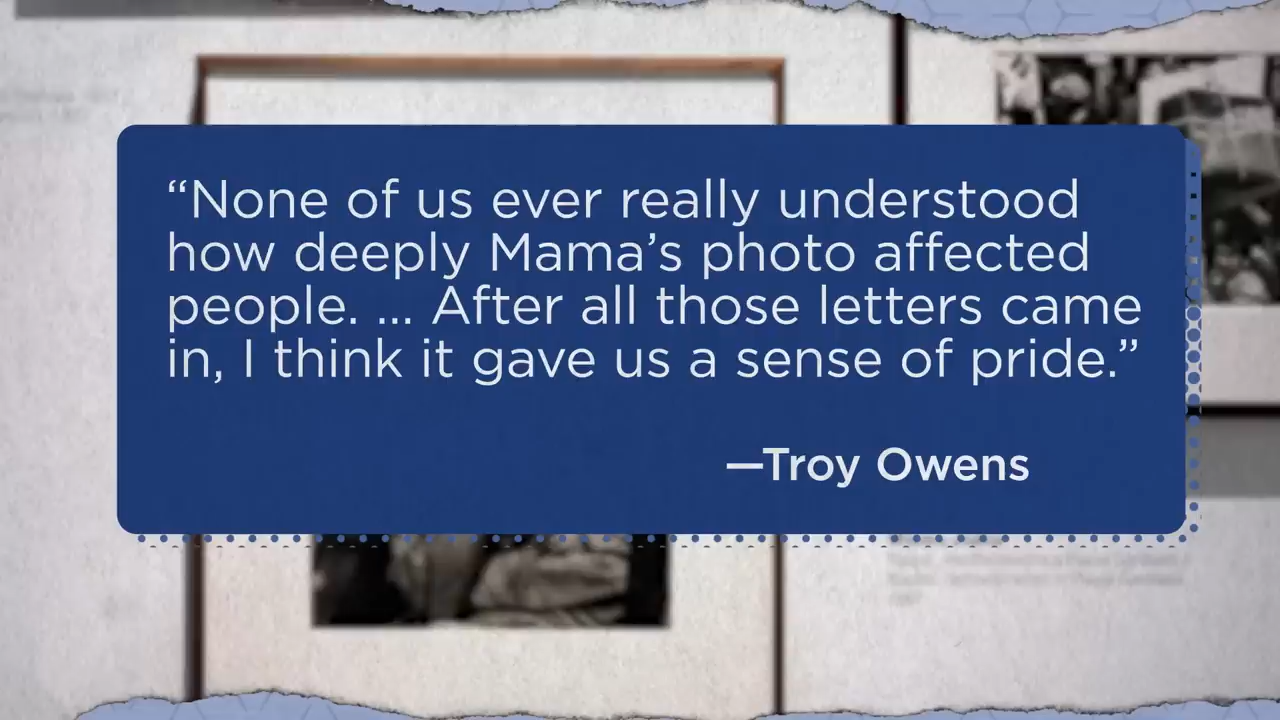 “None of us ever really understood
how deeply Mama’s photo affected
people. ... After all those letters came
in, I think it gave us a sense of pride.”
—Troy Owens